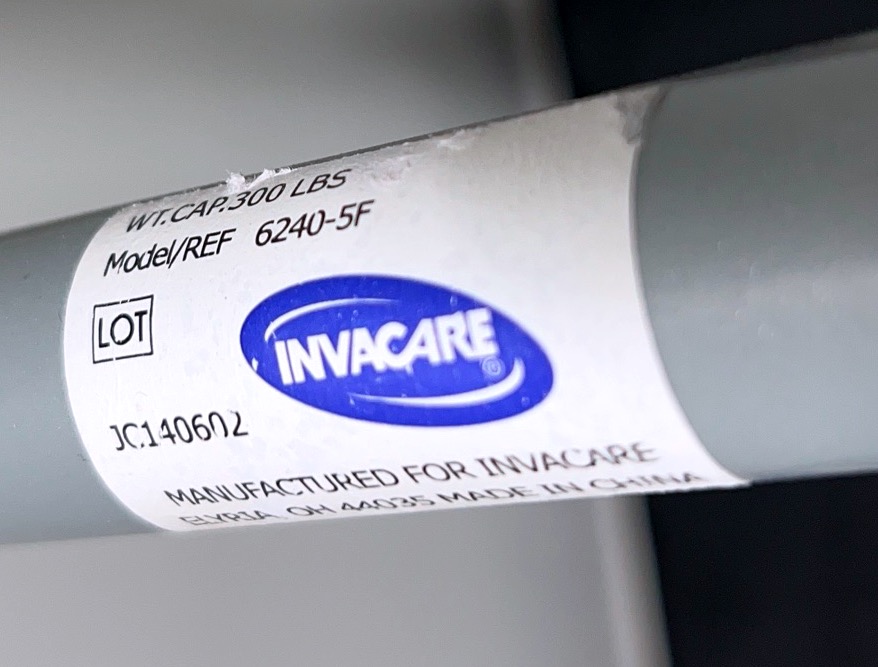 WT.CAP.300 LBS
Model/REF 6240-5F
LOT
INVACARE®
JC140602
MANUFACTURED FOR INVACARE
ELYRIA, OH 44035 MADE IN CHINA